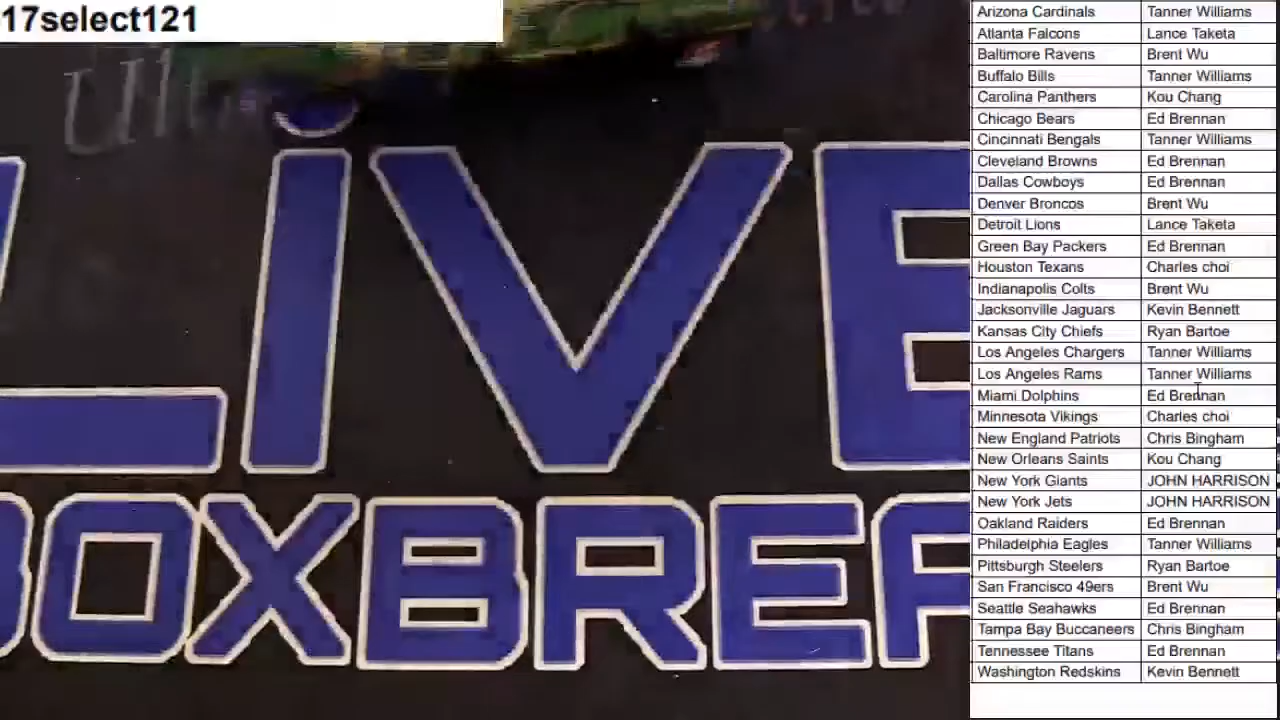 17select121
LIVE
BOXBREA
Arizona Cardinals Tanner Williams
Atlanta Falcons Lance Taketa
Baltimore Ravens Brent Wu
Buffalo Bills Tanner Williams
Carolina Panthers Kou Chang
Chicago Bears Ed Brennan
Cincinnati Bengals Tanner Williams
Cleveland Browns Ed Brennan
Dallas Cowboys Ed Brennan
Denver Broncos Brent Wu
Detroit Lions Lance Taketa
Green Bay Packers Ed Brennan
Houston Texans Charles choi
Indianapolis Colts Brent Wu
Jacksonville Jaguars Kevin Bennett
Kansas City Chiefs Ryan Bartoe
Los Angeles Chargers Tanner Williams
Los Angeles Rams Tanner Williams
Miami Dolphins Ed Brennan
Minnesota Vikings Charles choi
New England Patriots Chris Bingham
New Orleans Saints Kou Chang
New York Giants JOHN HARRISON
New York Jets JOHN HARRISON
Oakland Raiders Ed Brennan
Philadelphia Eagles Tanner Williams
Pittsburgh Steelers Ryan Bartoe
San Francisco 49ers Brent Wu
Seattle Seahawks Ed Brennan
Tampa Bay Buccaneers Chris Bingham
Tennessee Titans Ed Brennan
Washington Redskins Kevin Bennett